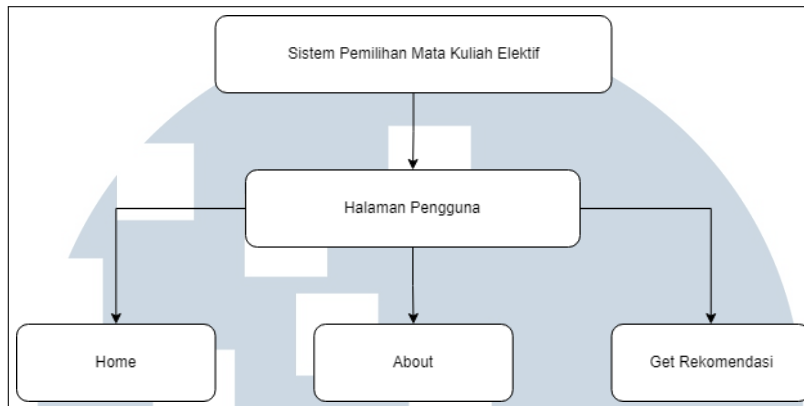 Sistem Pemilihan Mata Kuliah Elektif
Halaman Pengguna
Home
About
Get Rekomendasi